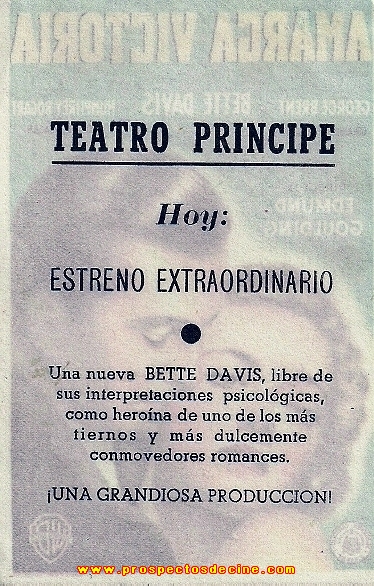 AMARGA VICTORIA
GEORGE BRENT BETTE DAVIS HUMPHREY BOGART
TEATRO PRINCIPE
EDMUND
GOULDING
Hoy:
ESTRENO EXTRAORDINARIO
Una nueva BETTE DAVIS, libre de
sus interpretaciones psicológicas,
como heroína de uno de los más
tiernos y más dulcemente
conmovedores romances.
¡UNA GRANDIOSA PRODUCCION!
WB
www.prospectosdecine.com